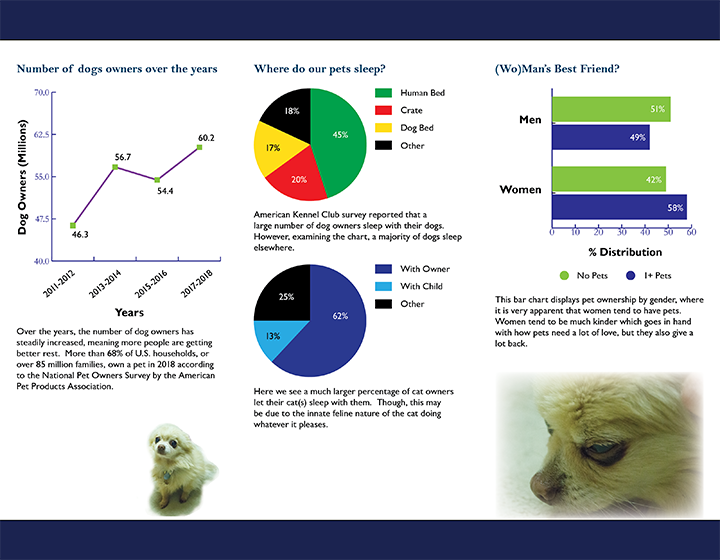 Number of dogs owners over the years
Dog Owners (Millions)
70.0
62.5
55.0
47.5
40.0
46.3
56.7
54.4
60.2
2011-2012
2013-2014
2015-2016
2017-2018
Years
Over the years, the number of dog owners has
steadily increased, meaning more people are getting
better rest. More than 68% of U.S. households, or
over 85 million families, own a pet in 2018 according
to the National Pet Owners Survey by the American
Pet Products Association.
Where do our pets sleep?
18%
45%
17%
20%
Human Bed
Crate
Dog Bed
Other
American Kennel Club survey reported that a
large number of dog owners sleep with their dogs.
However, examining the chart, a majority of dogs sleep
elsewhere.
25%
62%
13%
With Owner
With Child
Other
Here we see a much larger percentage of cat owners
let their cat(s) sleep with them. Though, this may
be due to the innate feline nature of the cat doing
whatever it pleases.
(Wo)Man's Best Friend?
Men
51%
49%
Women
42%
58%
0 10 20 30 40 50 60
% Distribution
No Pets 1+ Pets
This bar chart displays pet ownership by gender, where
it is very apparent that women tend to have pets.
Women tend to be much kinder which goes in hand
with how pets need a lot of love, but they also give a
lot back.